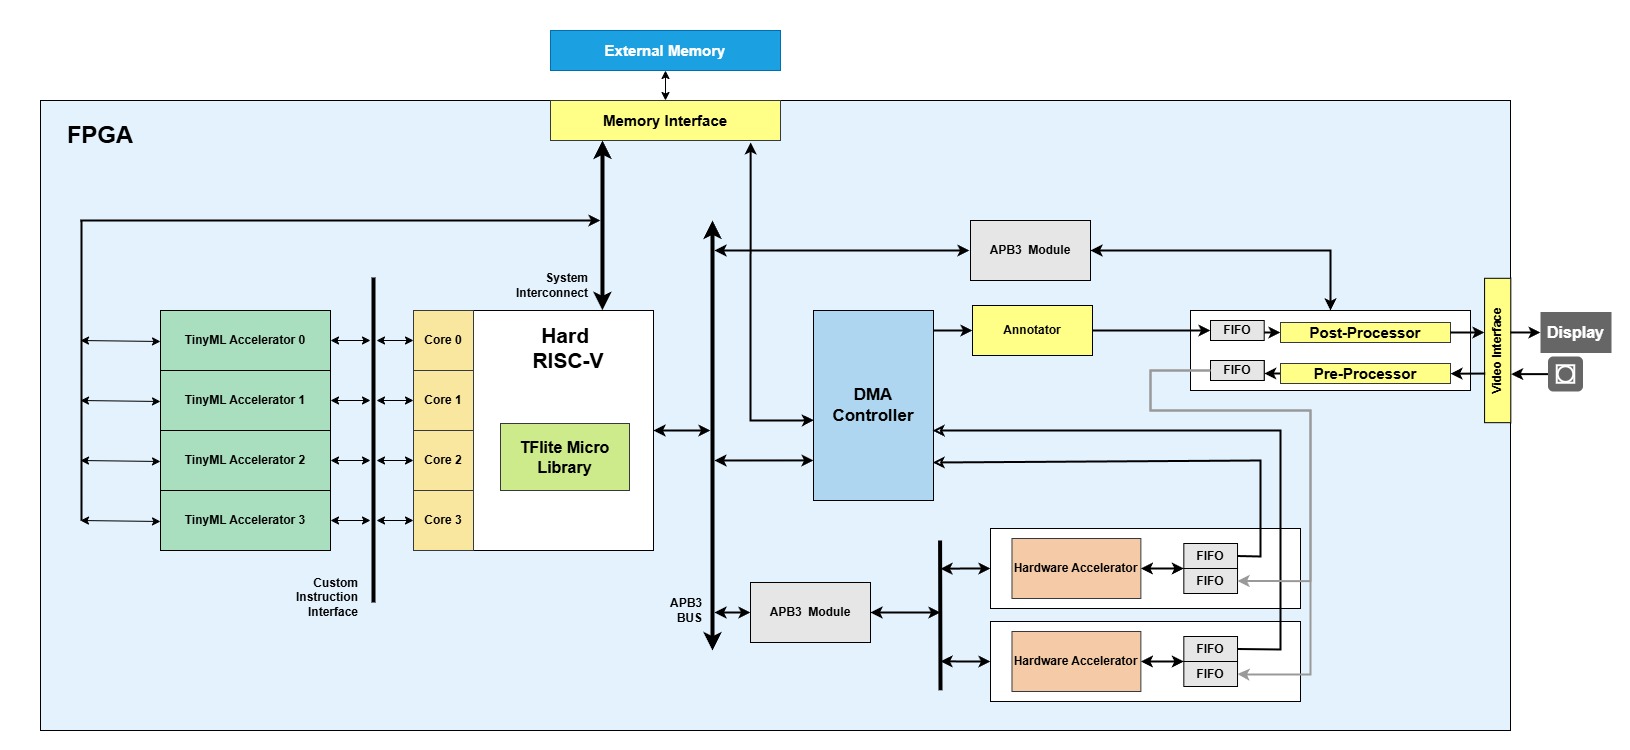 External Memory
Memory Interface
FPGA
System
Interconnect
APB3 Module
TinyML Accelerator 0
TinyML Accelerator 1
TinyML Accelerator 2
TinyML Accelerator 3
Core 0
Core 1
Core 2
Core 3
Hard
RISC-V
TFlite Micro
Library
Custom
Instruction
Interface
APB3
BUS
DMA
Controller
Annotator
FIFO
Post-Processor
FIFO
Pre-Processor
Video Interface
Display
APB3 Module
Hardware Accelerator
FIFO
FIFO
Hardware Accelerator
FIFO
FIFO